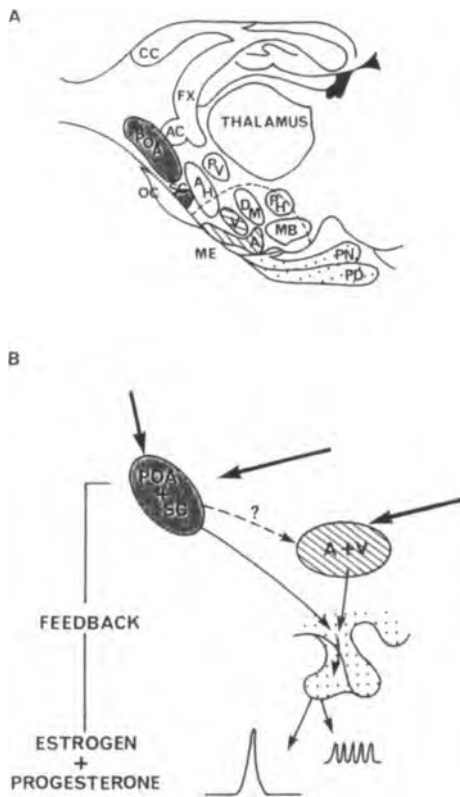 A
CC
FX
THALAMUS
AC
POA
PV
SC
AH
OC
PH
DM
V
MB
A
ME
PN
PD
B
POA
+
SC
?
A+V
FEEDBACK
ESTROGEN
+
PROGESTERONE